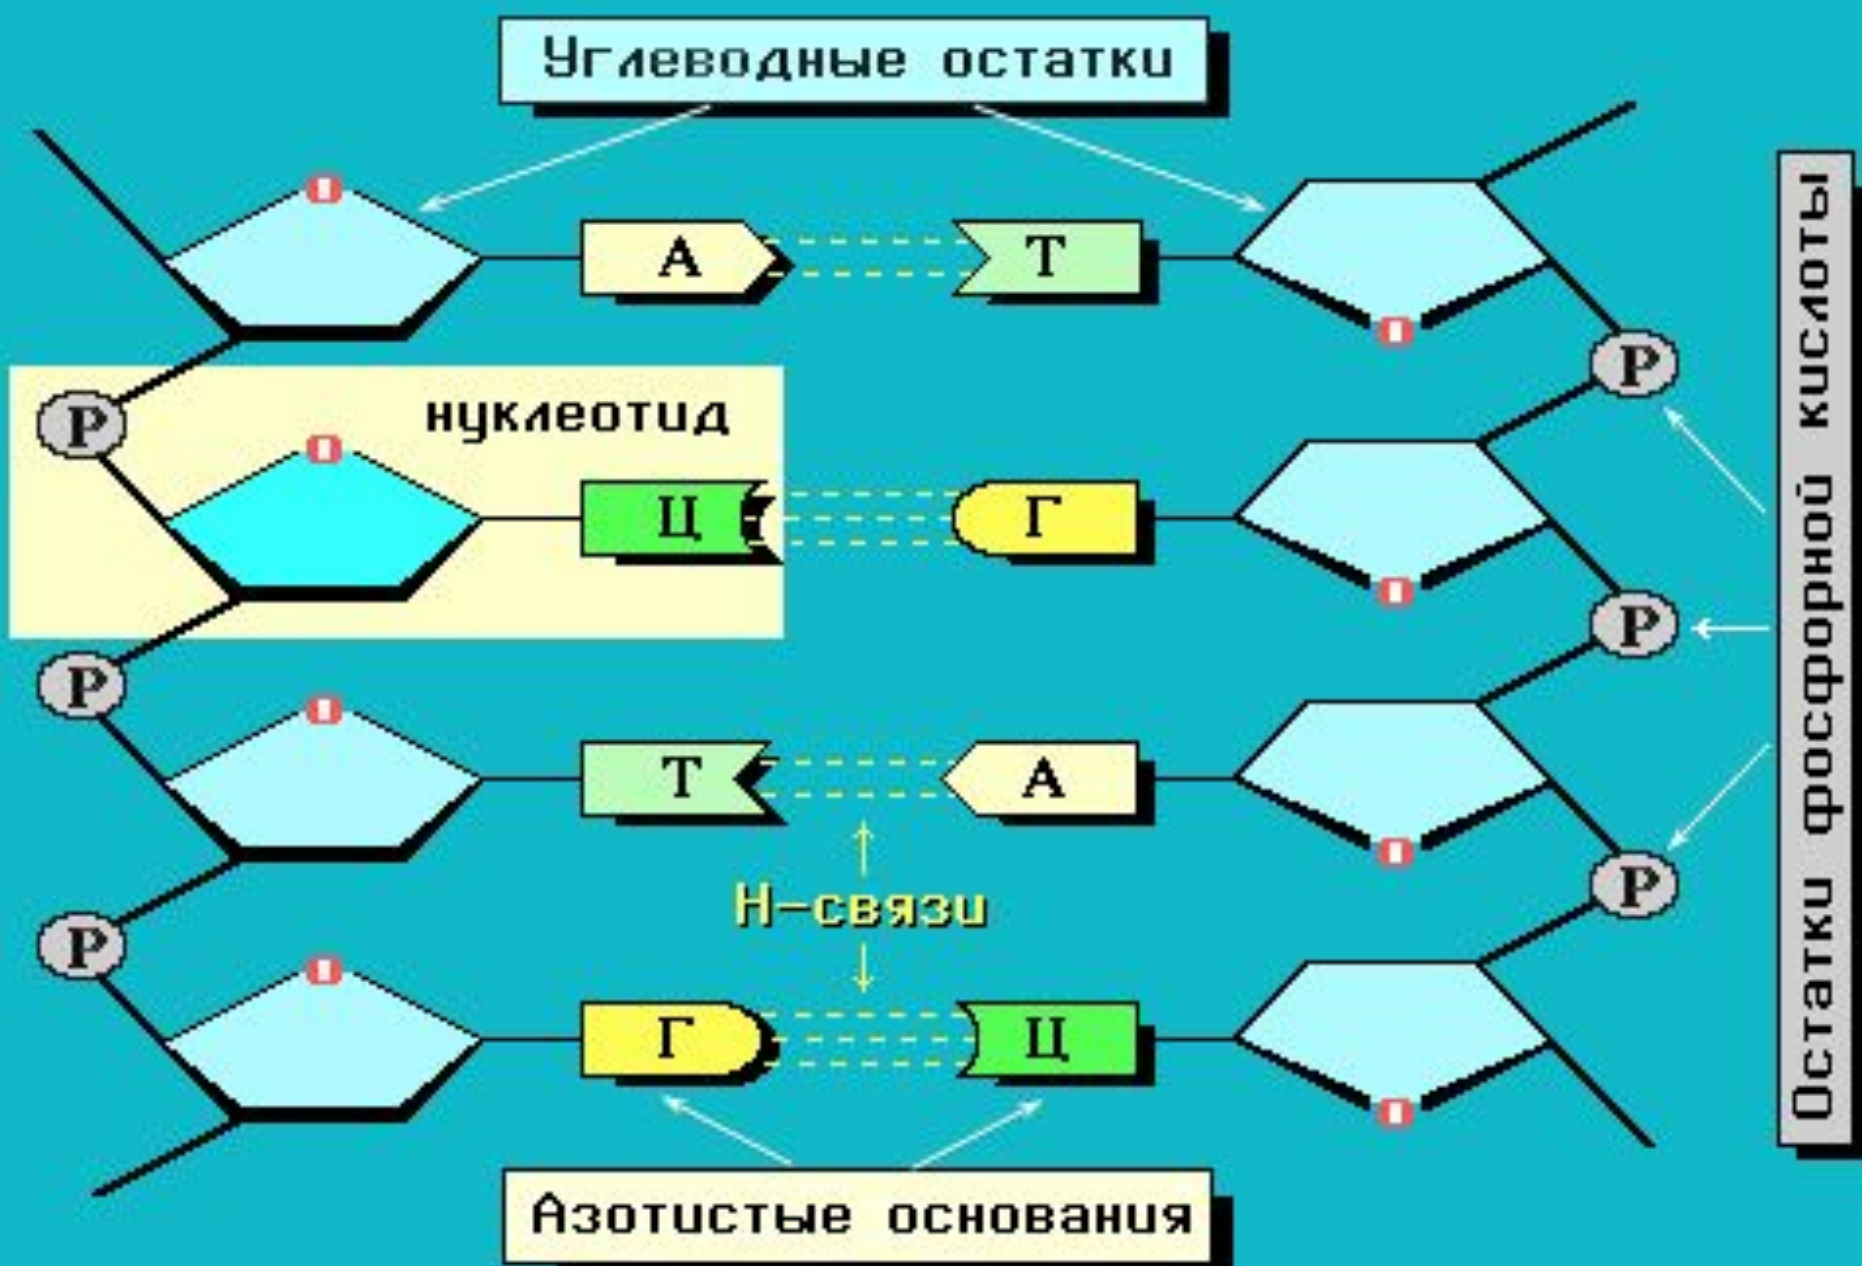 Углеводные остатки
А Т
Р
Р
нуклеотид
Ц Г
Р
Р
Т А
Р
Н-связи
Р
Г Ц
Азотистые основания
Остатки фосфорной кислоты